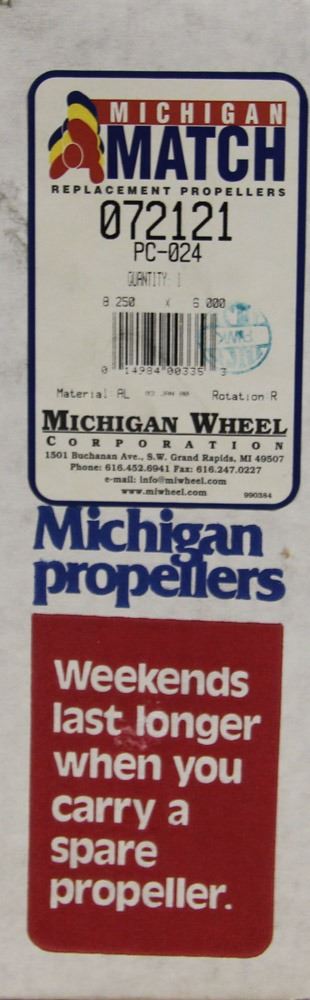 MICHIGAN
MATCH
REPLACEMENT PROPELLERS
072121
PC-024
QUANTITY: 1
8 250 x 6 000
0 14984 00335 3
Material AL Rotation R
MICHIGAN WHEEL
CORPORATION
1501 Buchanan Ave., S.W. Grand Rapids, MI 49507
Phone: 616.452.6941 Fax: 616.247.0227
e-mail: info@miwheel.com
www.miwheel.com 990384
Michigan
propellers
Weekends
last longer
when you
carry a
spare
propeller.